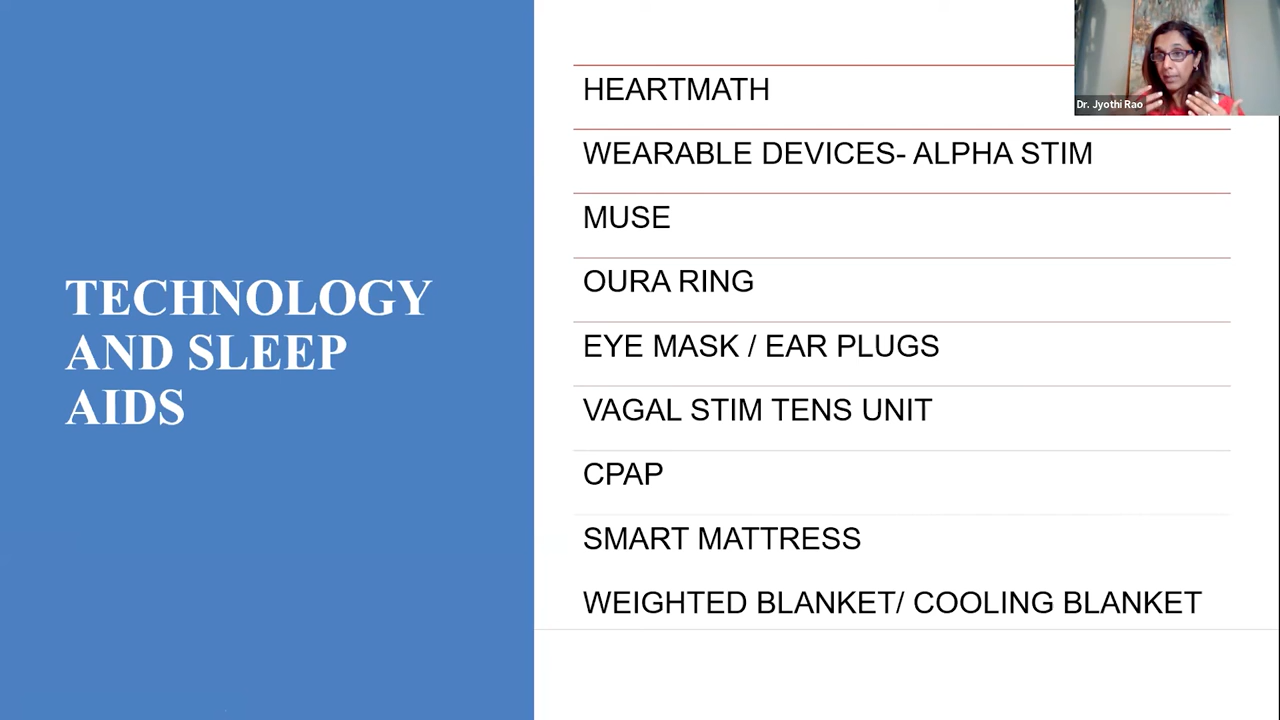 TECHNOLOGY
AND SLEEP
AIDS
HEARTMATH
WEARABLE DEVICES- ALPHA STIM
MUSE
OURA RING
EYE MASK / EAR PLUGS
VAGAL STIM TENS UNIT
CPAP
SMART MATTRESS
WEIGHTED BLANKET/ COOLING BLANKET
Dr. Jyothi Rao